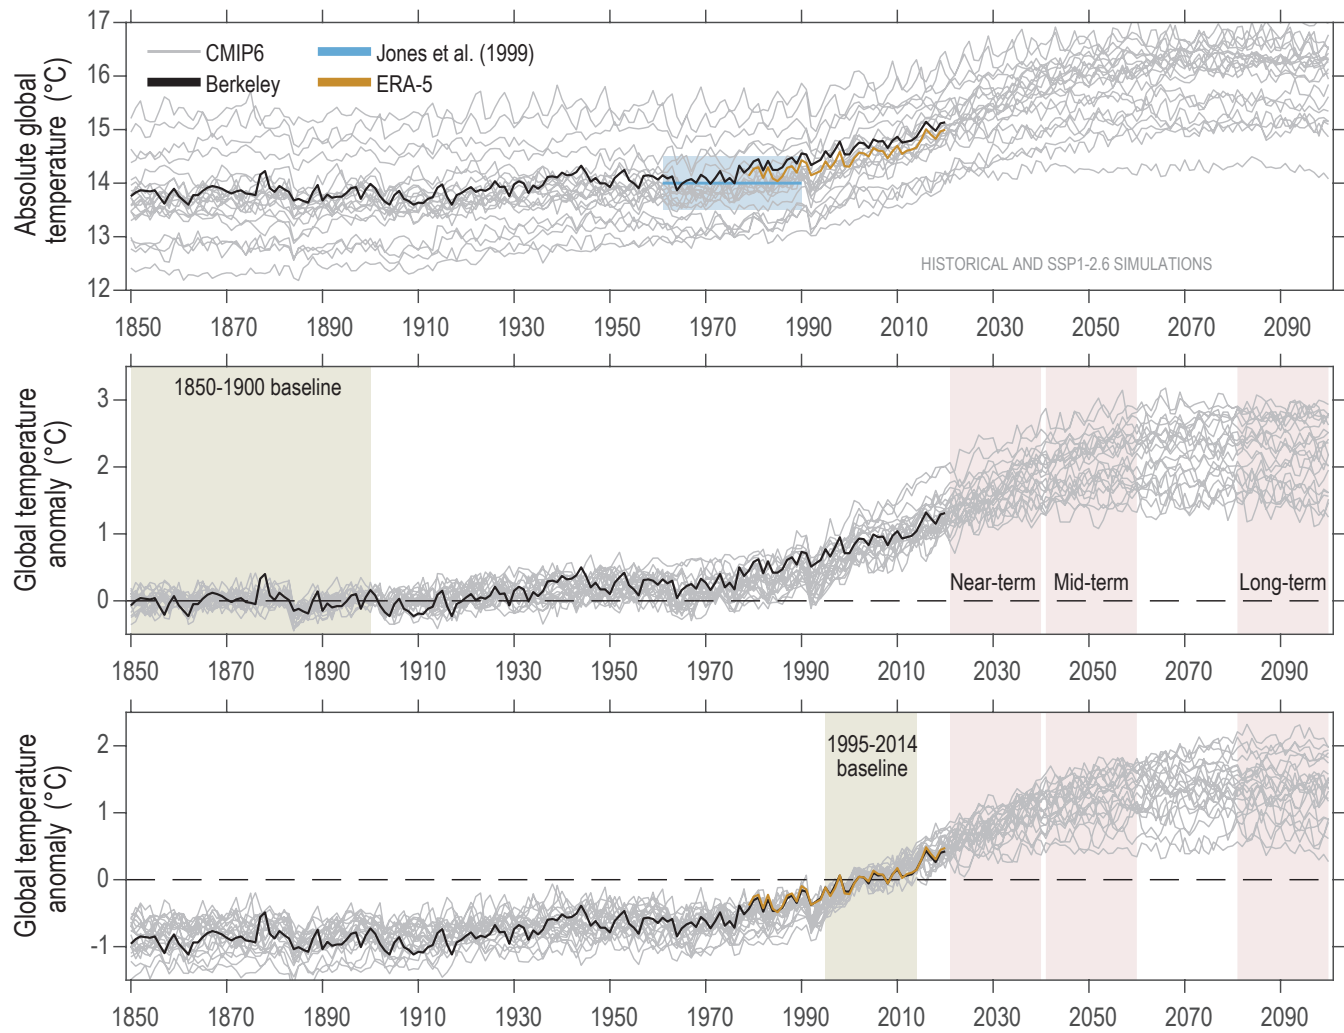 17
16
15
14
13
12
Absolute global
temperature (°C)
CMIP6
Jones et al. (1999)
Berkeley
ERA-5
HISTORICAL AND SSP1-2.6 SIMULATIONS
1850 1870 1890 1910 1930 1950 1970 1990 2010 2030 2050 2070 2090
3
2
1
0
Global temperature
anomaly (°C)
1850-1900 baseline
Near-term
Mid-term
Long-term
1850 1870 1890 1910 1930 1950 1970 1990 2010 2030 2050 2070 2090
2
1
0
-1
Global temperature
anomaly (°C)
1995-2014
baseline
1850 1870 1890 1910 1930 1950 1970 1990 2010 2030 2050 2070 2090